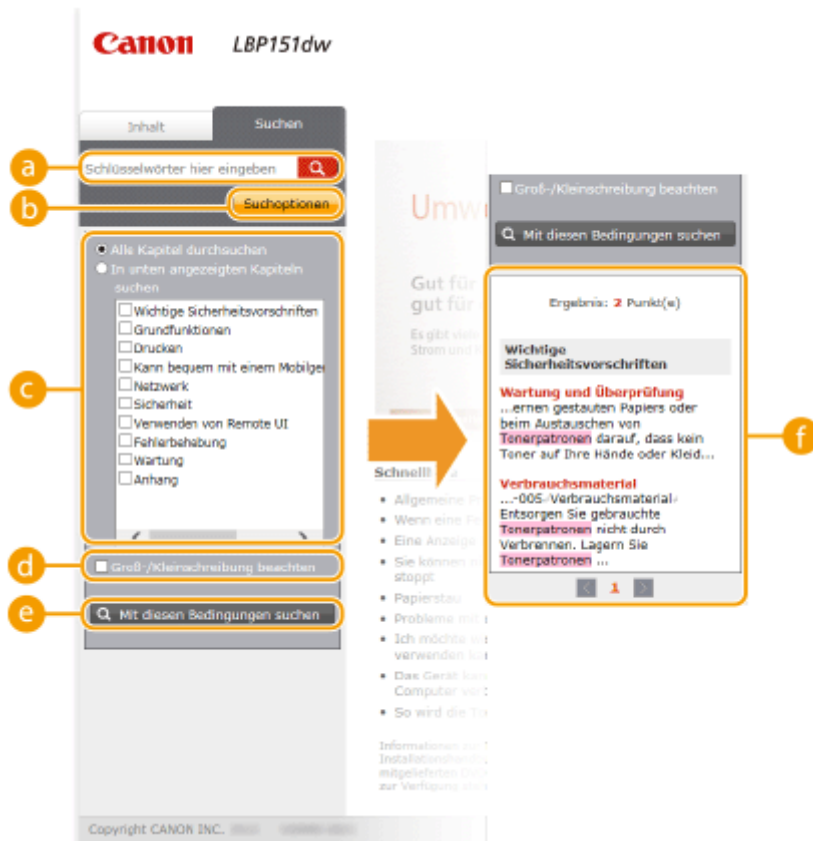 Canon LBP151dw
Inhalt Suchen
a
Schlüsselwörter hier eingeben
b
Suchoptionen
c
Alle Kapitel durchsuchen
In unten angezeigten Kapiteln
suchen
Wichtige Sicherheitsvorschriften
Grundfunktionen
Drucken
Kann bequem mit einem Mobilger
Netzwerk
Sicherheit
Verwenden von Remote UI
Fehlerbehebung
Wartung
Anhang
d
Groß-/Kleinschreibung beachten
e
Mit diesen Bedingungen suchen
Copyright CANON INC.
Umw
Gut für
gut für
Es gibt viele
Strom und
Schnell
Allgemeine
Wenn eine
Eine Anzeige
Sie können
stoppt
Papierstau
Probleme mit
Ich möchte
verwenden
Das Gerät
Computer
So wird die
Informationen
mitgelieferten
zur Verfügung
Groß-/Kleinschreibung beachten
Mit diesen Bedingungen suchen
f
Ergebnis: 2 Punkt(e)
Wichtige
Sicherheitsvorschriften
Wartung und Überprüfung
...ernen gestauten Papiers oder
beim Austauschen von
Tonerpatronen darauf, dass kein
Toner auf Ihre Hände oder Kleid...
Verbrauchsmaterial
...-005 Verbrauchsmaterial
Entsorgen Sie gebrauchte
Tonerpatronen nicht durch
Verbrennen. Lagern Sie
Tonerpatronen ...
1